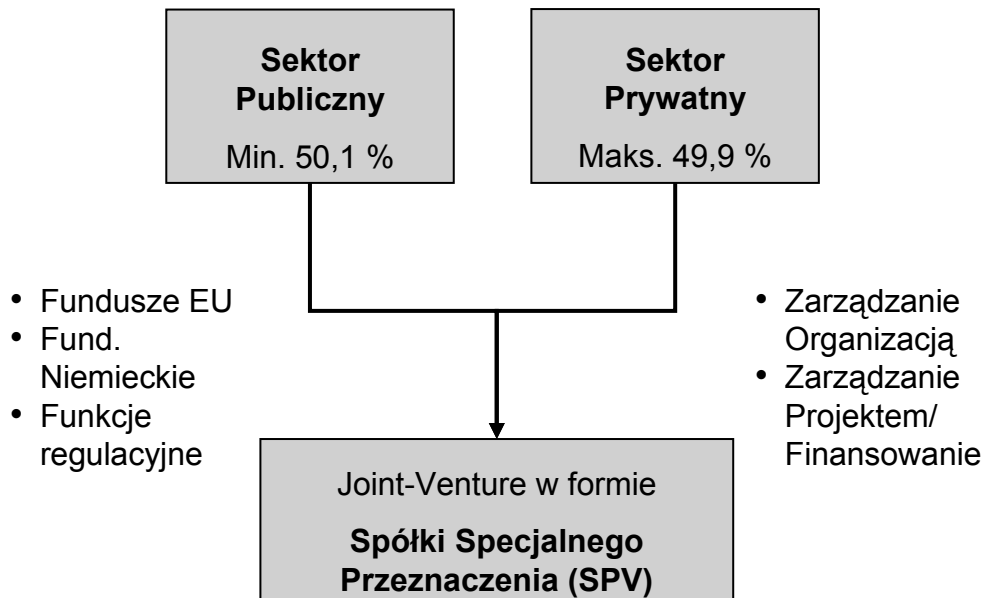 Sektor
Publiczny
Min. 50,1 %
Sektor
Prywatny
Maks. 49,9 %
• Fundusze EU
• Fund.
Niemieckie
• Funkcje
regulacyjne
• Zarządzanie
Organizacją
• Zarządzanie
Projektem/
Finansowanie
Joint-Venture w formie
Spółki Specjalnego
Przeznaczenia (SPV)